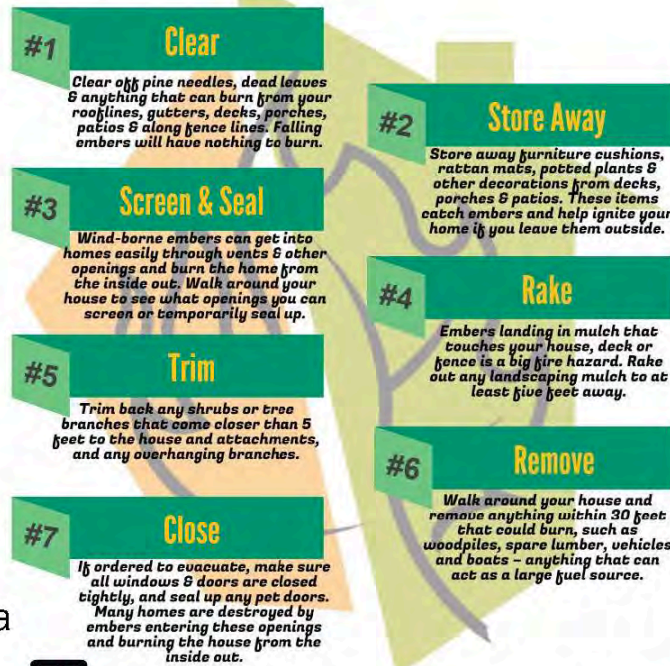 #1
Clear
Clear off pine needles, dead leaves
& anything that can burn from your
rooflines, gutters, decks, porches,
patios & along fence lines. Falling
embers will have nothing to burn.
#2
Store Away
Store away furniture cushions,
rattan mats, potted plants &
other decorations from decks,
porches & patios. These items
catch embers and help ignite your
home if you leave them outside.
#3
Screen & Seal
Wind-borne embers can get into
homes easily through vents & other
openings and burn the home from
the inside out. Walk around your
house to see what openings you can
screen or temporarily seal up.
#4
Rake
Embers landing in mulch that
touches your house, deck or
fence is a big fire hazard. Rake
out any landscaping mulch to at
least five feet away.
#5
Trim
Trim back any shrubs or tree
branches that come closer than 5
feet to the house and attachments,
and any overhanging branches.
#6
Remove
Walk around your house and
remove anything within 30 feet
that could burn, such as
woodpiles, spare lumber, vehicles
and boats – anything that can
act as a large fuel source.
#7
Close
If ordered to evacuate, make sure
all windows & doors are closed
tightly, and seal up any pet doors.
Many homes are destroyed by
embers entering these openings
and burning the house from the
inside out.
a